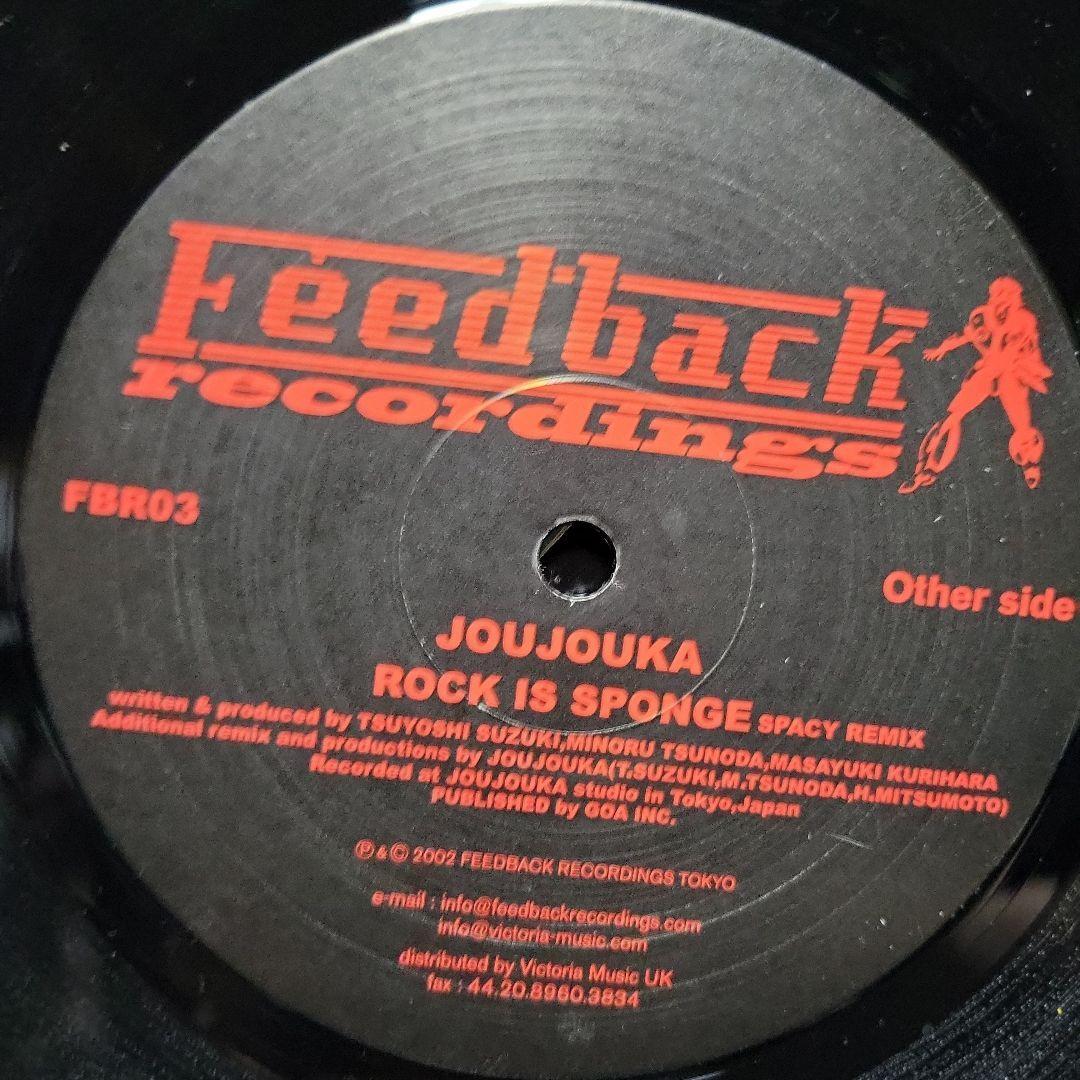 Feedback
recordings
FBR03
Other side
JOUJOUKA
ROCK IS SPONGE SPACY REMIX
written & produced by TSUYOSHI SUZUKI,MINORU TSUNODA,MASAYUKI KURIHARA
Additional remix and productions by JOUJOUKA(T.SUZUKI,M.TSUNODA,H.MITSUMOTO)
Recorded at JOUJOUKA studio in Tokyo,Japan
PUBLISHED by GOA INC.
℗ & © 2002 FEEDBACK RECORDINGS TOKYO
e-mail : info@feedbackrecordings.com
info@victoria-music.com
distributed by Victoria Music UK
fax : 44.20.8960.3834